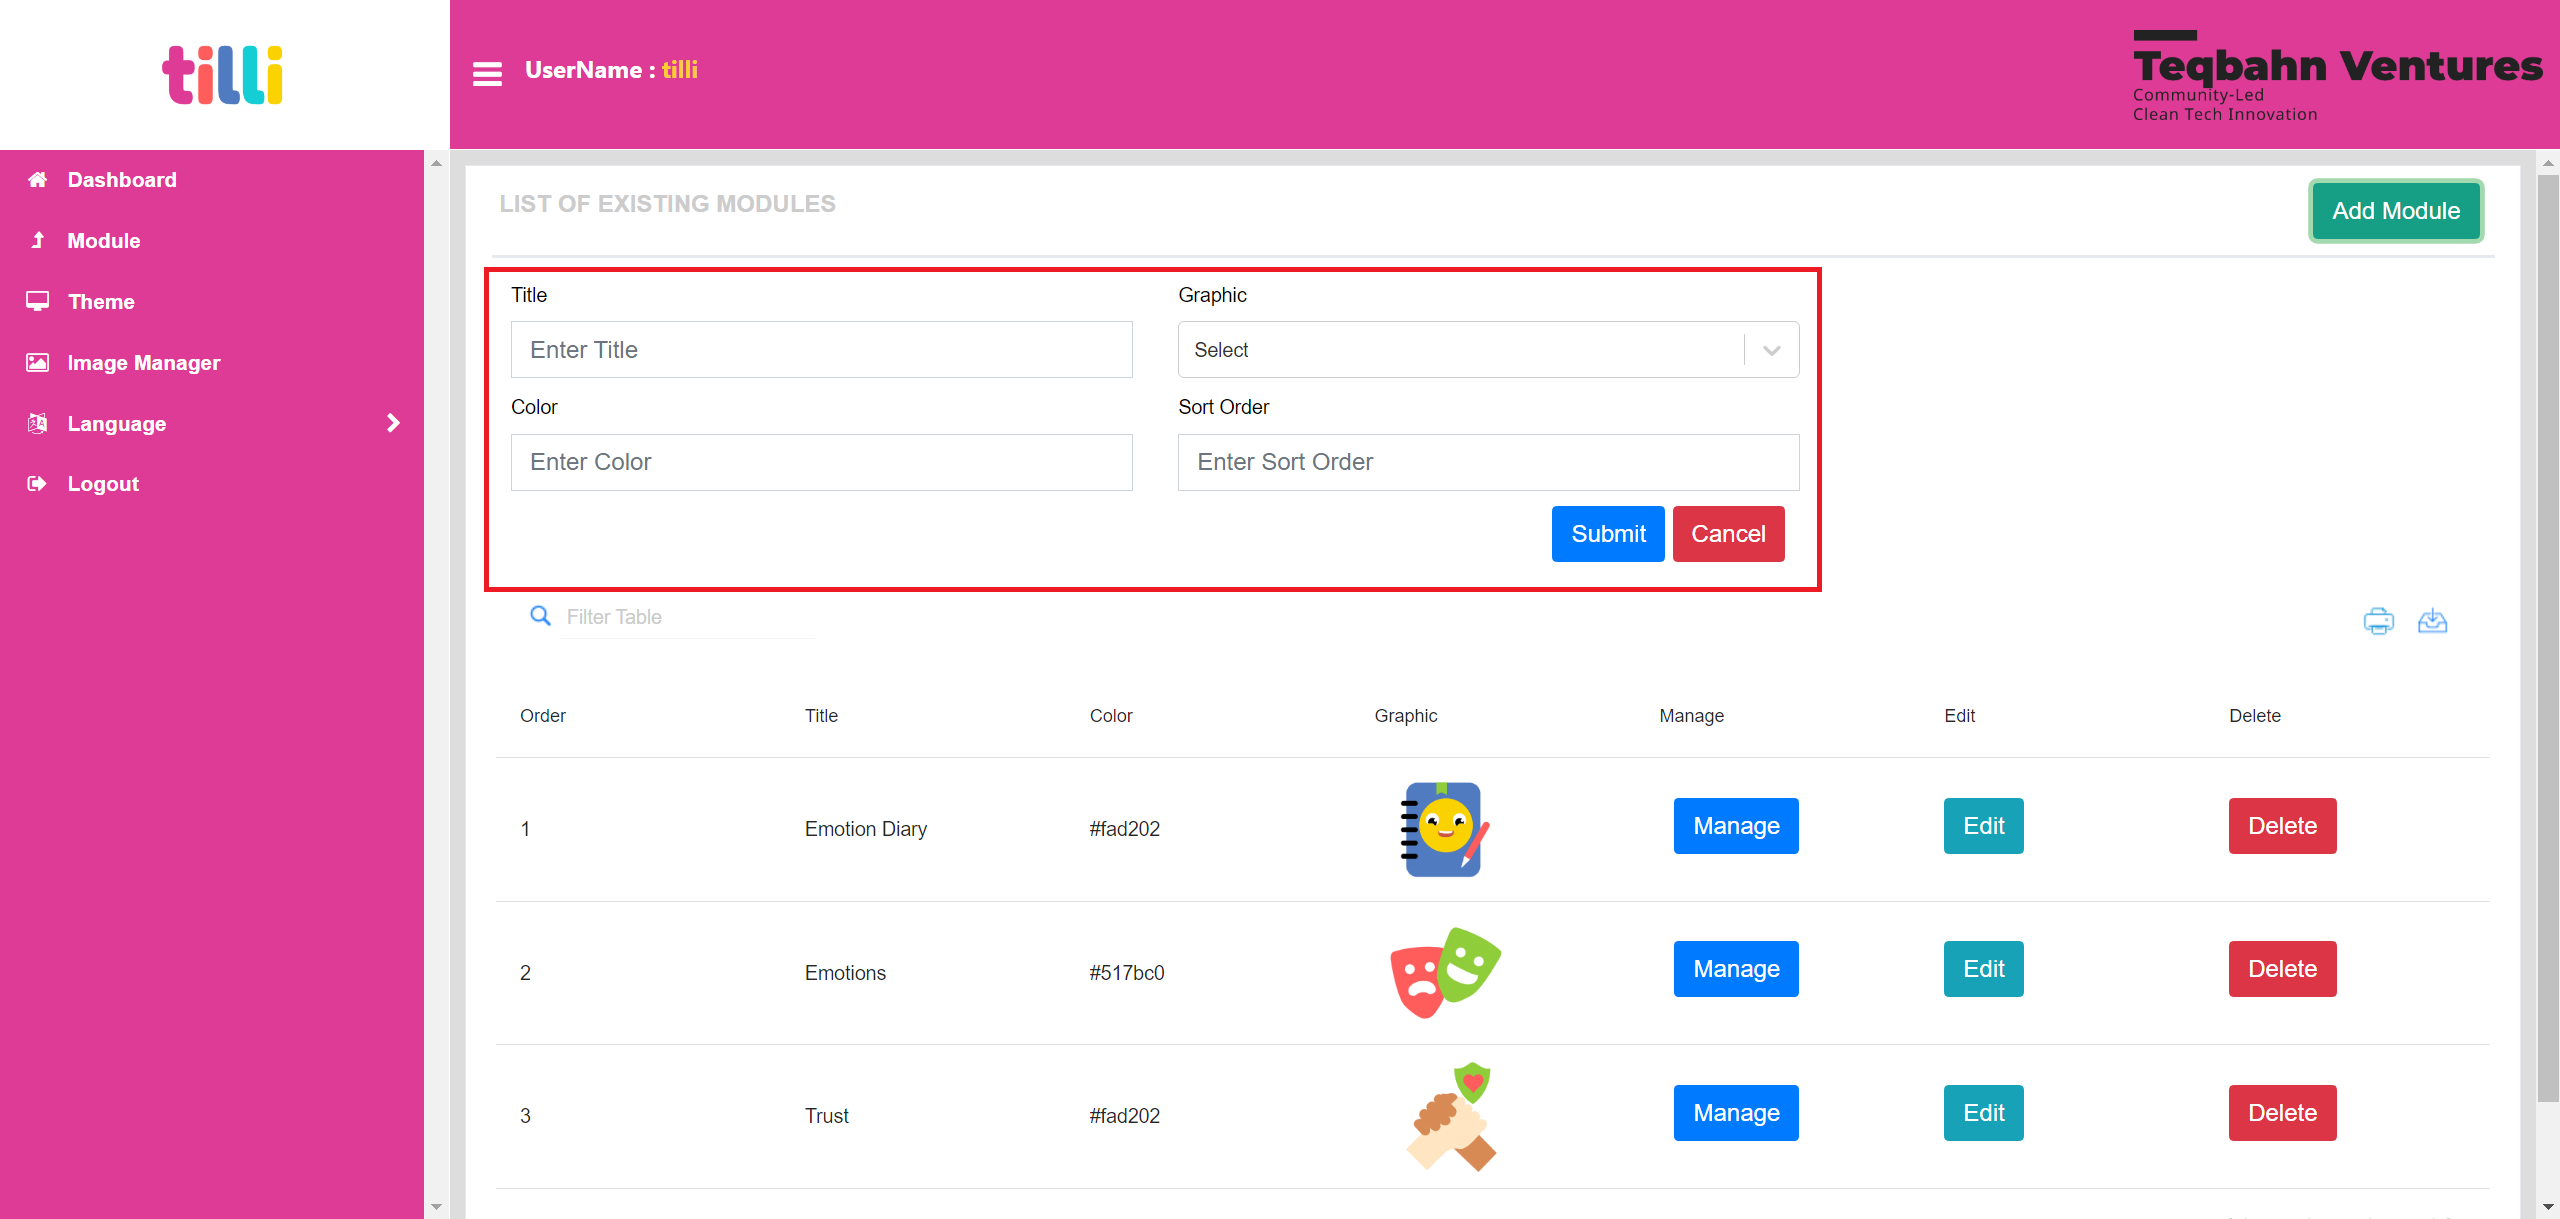 tilli
UserName : tilli
Teqbahn Ventures
Community-Led
Clean Tech Innovation
Dashboard
Module
Theme
Image Manager
Language
Logout
LIST OF EXISTING MODULES
Add Module
Title
Graphic
Enter Title
Select
Color
Sort Order
Enter Color
Enter Sort Order
Submit Cancel
Filter Table
Order Title Color Graphic Manage Edit Delete
1 Emotion Diary #fad202 Manage Edit Delete
2 Emotions #517bc0 Manage Edit Delete
3 Trust #fad202 Manage Edit Delete